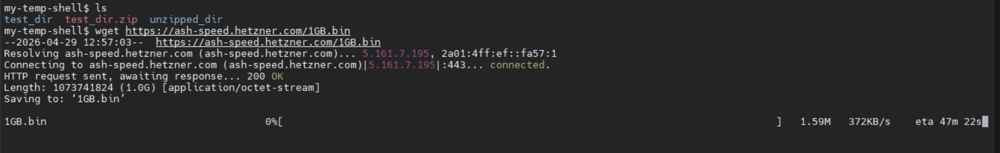 my-temp-shell$ ls
test_dir  test_dir.zip  unzipped_dir
my-temp-shell$ wget https://ash-speed.hetzner.com/1GB.bin
--2026-04-29 12:57:03--  https://ash-speed.hetzner.com/1GB.bin
Resolving ash-speed.hetzner.com (ash-speed.hetzner.com)... 5.161.7.195, 2a01:4ff:ef::fa57:1
Connecting to ash-speed.hetzner.com (ash-speed.hetzner.com)|5.161.7.195|:443... connected.
HTTP request sent, awaiting response... 200 OK
Length: 1073741824 (1.0G) [application/octet-stream]
Saving to: ‘1GB.bin’
1GB.bin 0%[ ] 1.59M 372KB/s eta 47m 22s